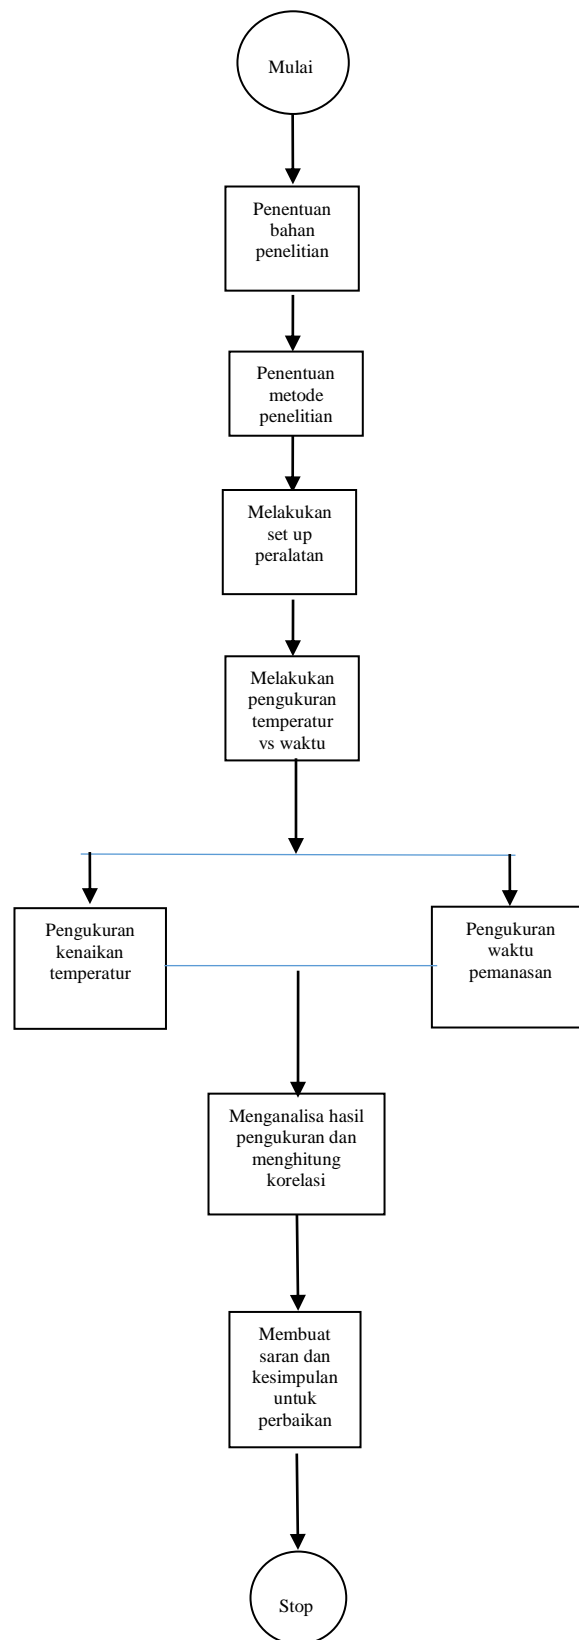 Mulai
Penentuan
bahan
penelitian
Penentuan
metode
penelitian
Melakukan
set up
peralatan
Melakukan
pengukuran
temperatur
vs waktu
Pengukuran
kenaikan
temperatur
Pengukuran
waktu
pemanasan
Menganalisa hasil
pengukuran dan
menghitung
korelasi
Membuat
saran dan
kesimpulan
untuk
perbaikan
Stop